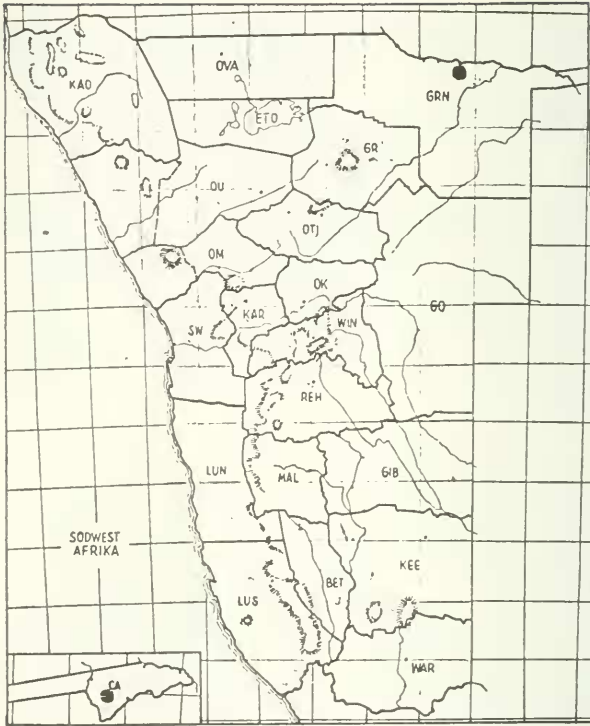 OVA
KAO
GRN
ETO
GR
OU
OTJ
OM
OK
GO
SW
KAR
WIN
REH
LUN
MAL
GIB
SÜDWEST
AFRIKA
KEE
BET
LUS
WAR
CA